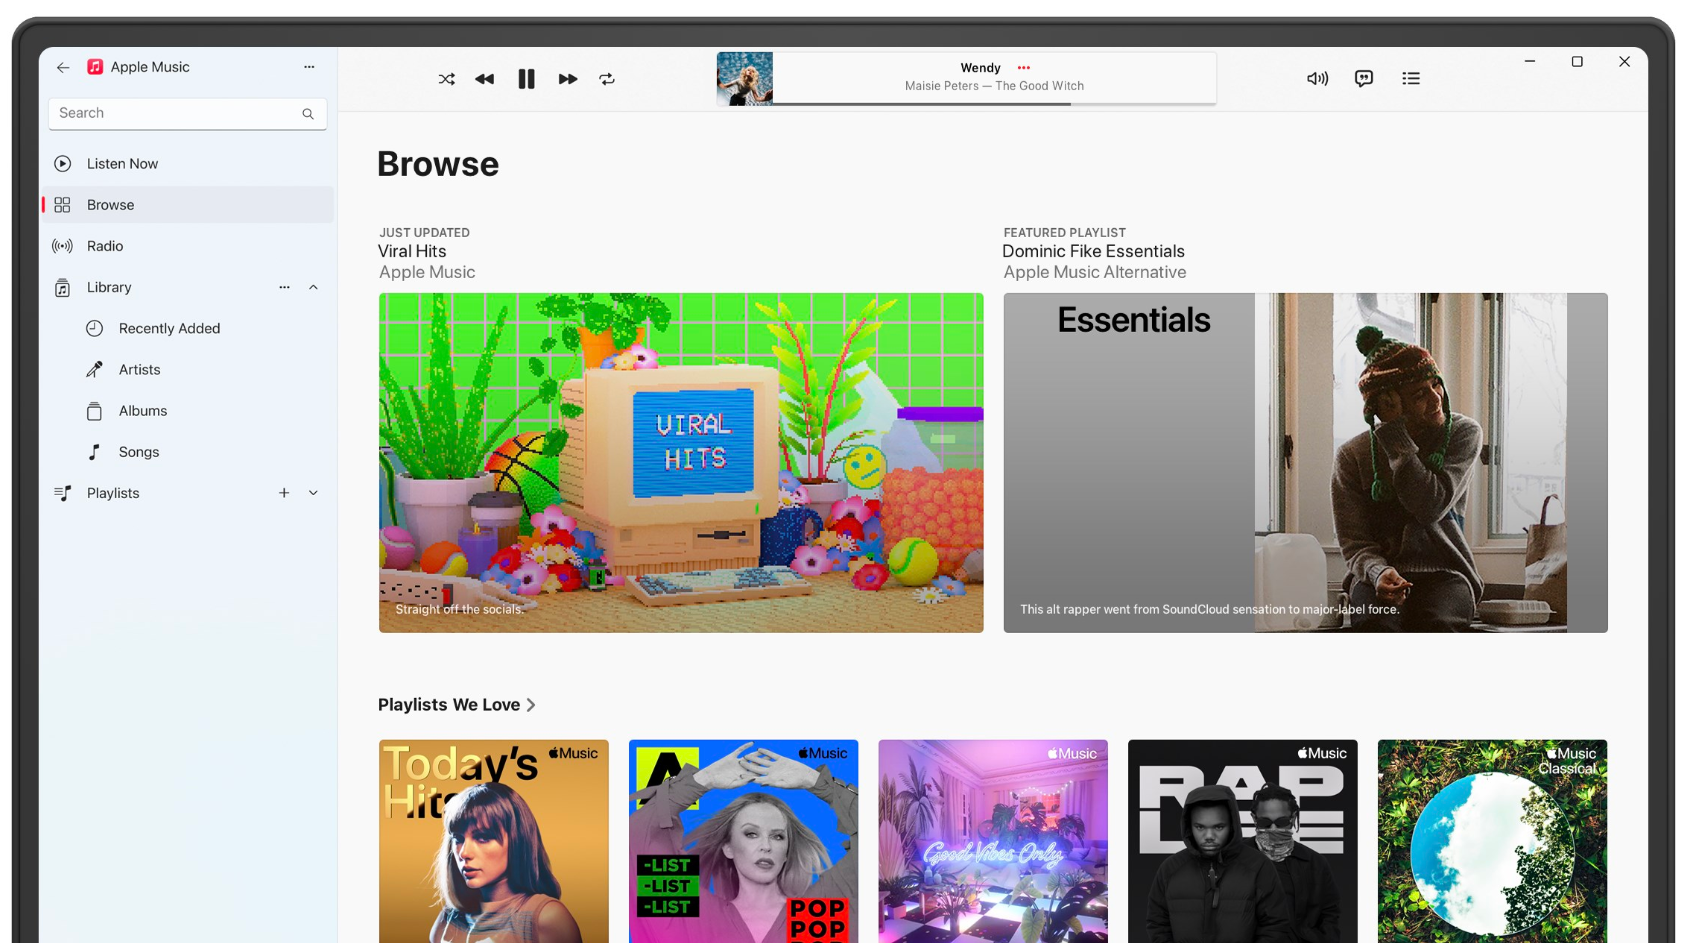 Apple Music
Search
Listen Now
Browse
Radio
Library
Recently Added
Artists
Albums
Songs
Playlists
Wendy
Maisie Peters — The Good Witch
Browse
JUST UPDATED
Viral Hits
Apple Music
VIRAL
HITS
Straight off the socials.
FEATURED PLAYLIST
Dominic Fike Essentials
Apple Music Alternative
Essentials
This alt rapper went from SoundCloud sensation to major-label force.
Playlists We Love
Today's
Hits
Music
A
-LIST
-LIST
-LIST
Music
POP
POP
Music
Good Vibes Only
Music
RAP
LIFE
Music
Classical